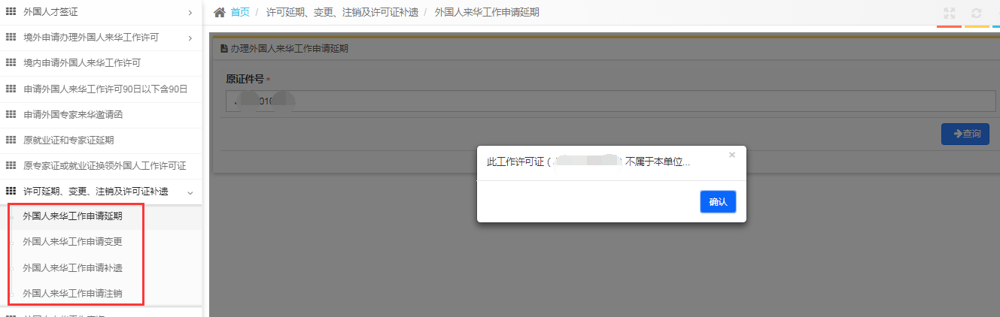 外国人才签证
境外申请办理外国人来华工作许可
境内申请外国人来华工作许可
申请外国人来华工作许可90日以下含90日
申请外国专家来华邀请函
原就业证和专家证延期
原专家证或就业证换领外国人工作许可证
许可延期、变更、注销及许可证补遗
外国人来华工作申请延期
外国人来华工作申请变更
外国人来华工作申请补遗
外国人来华工作申请注销
首页 / 许可延期、变更、注销及许可证补遗 / 外国人来华工作申请延期
办理外国人来华工作申请延期
原证件号 *
01
查询
此工作许可证 ( ) 不属于本单位...
×
确认